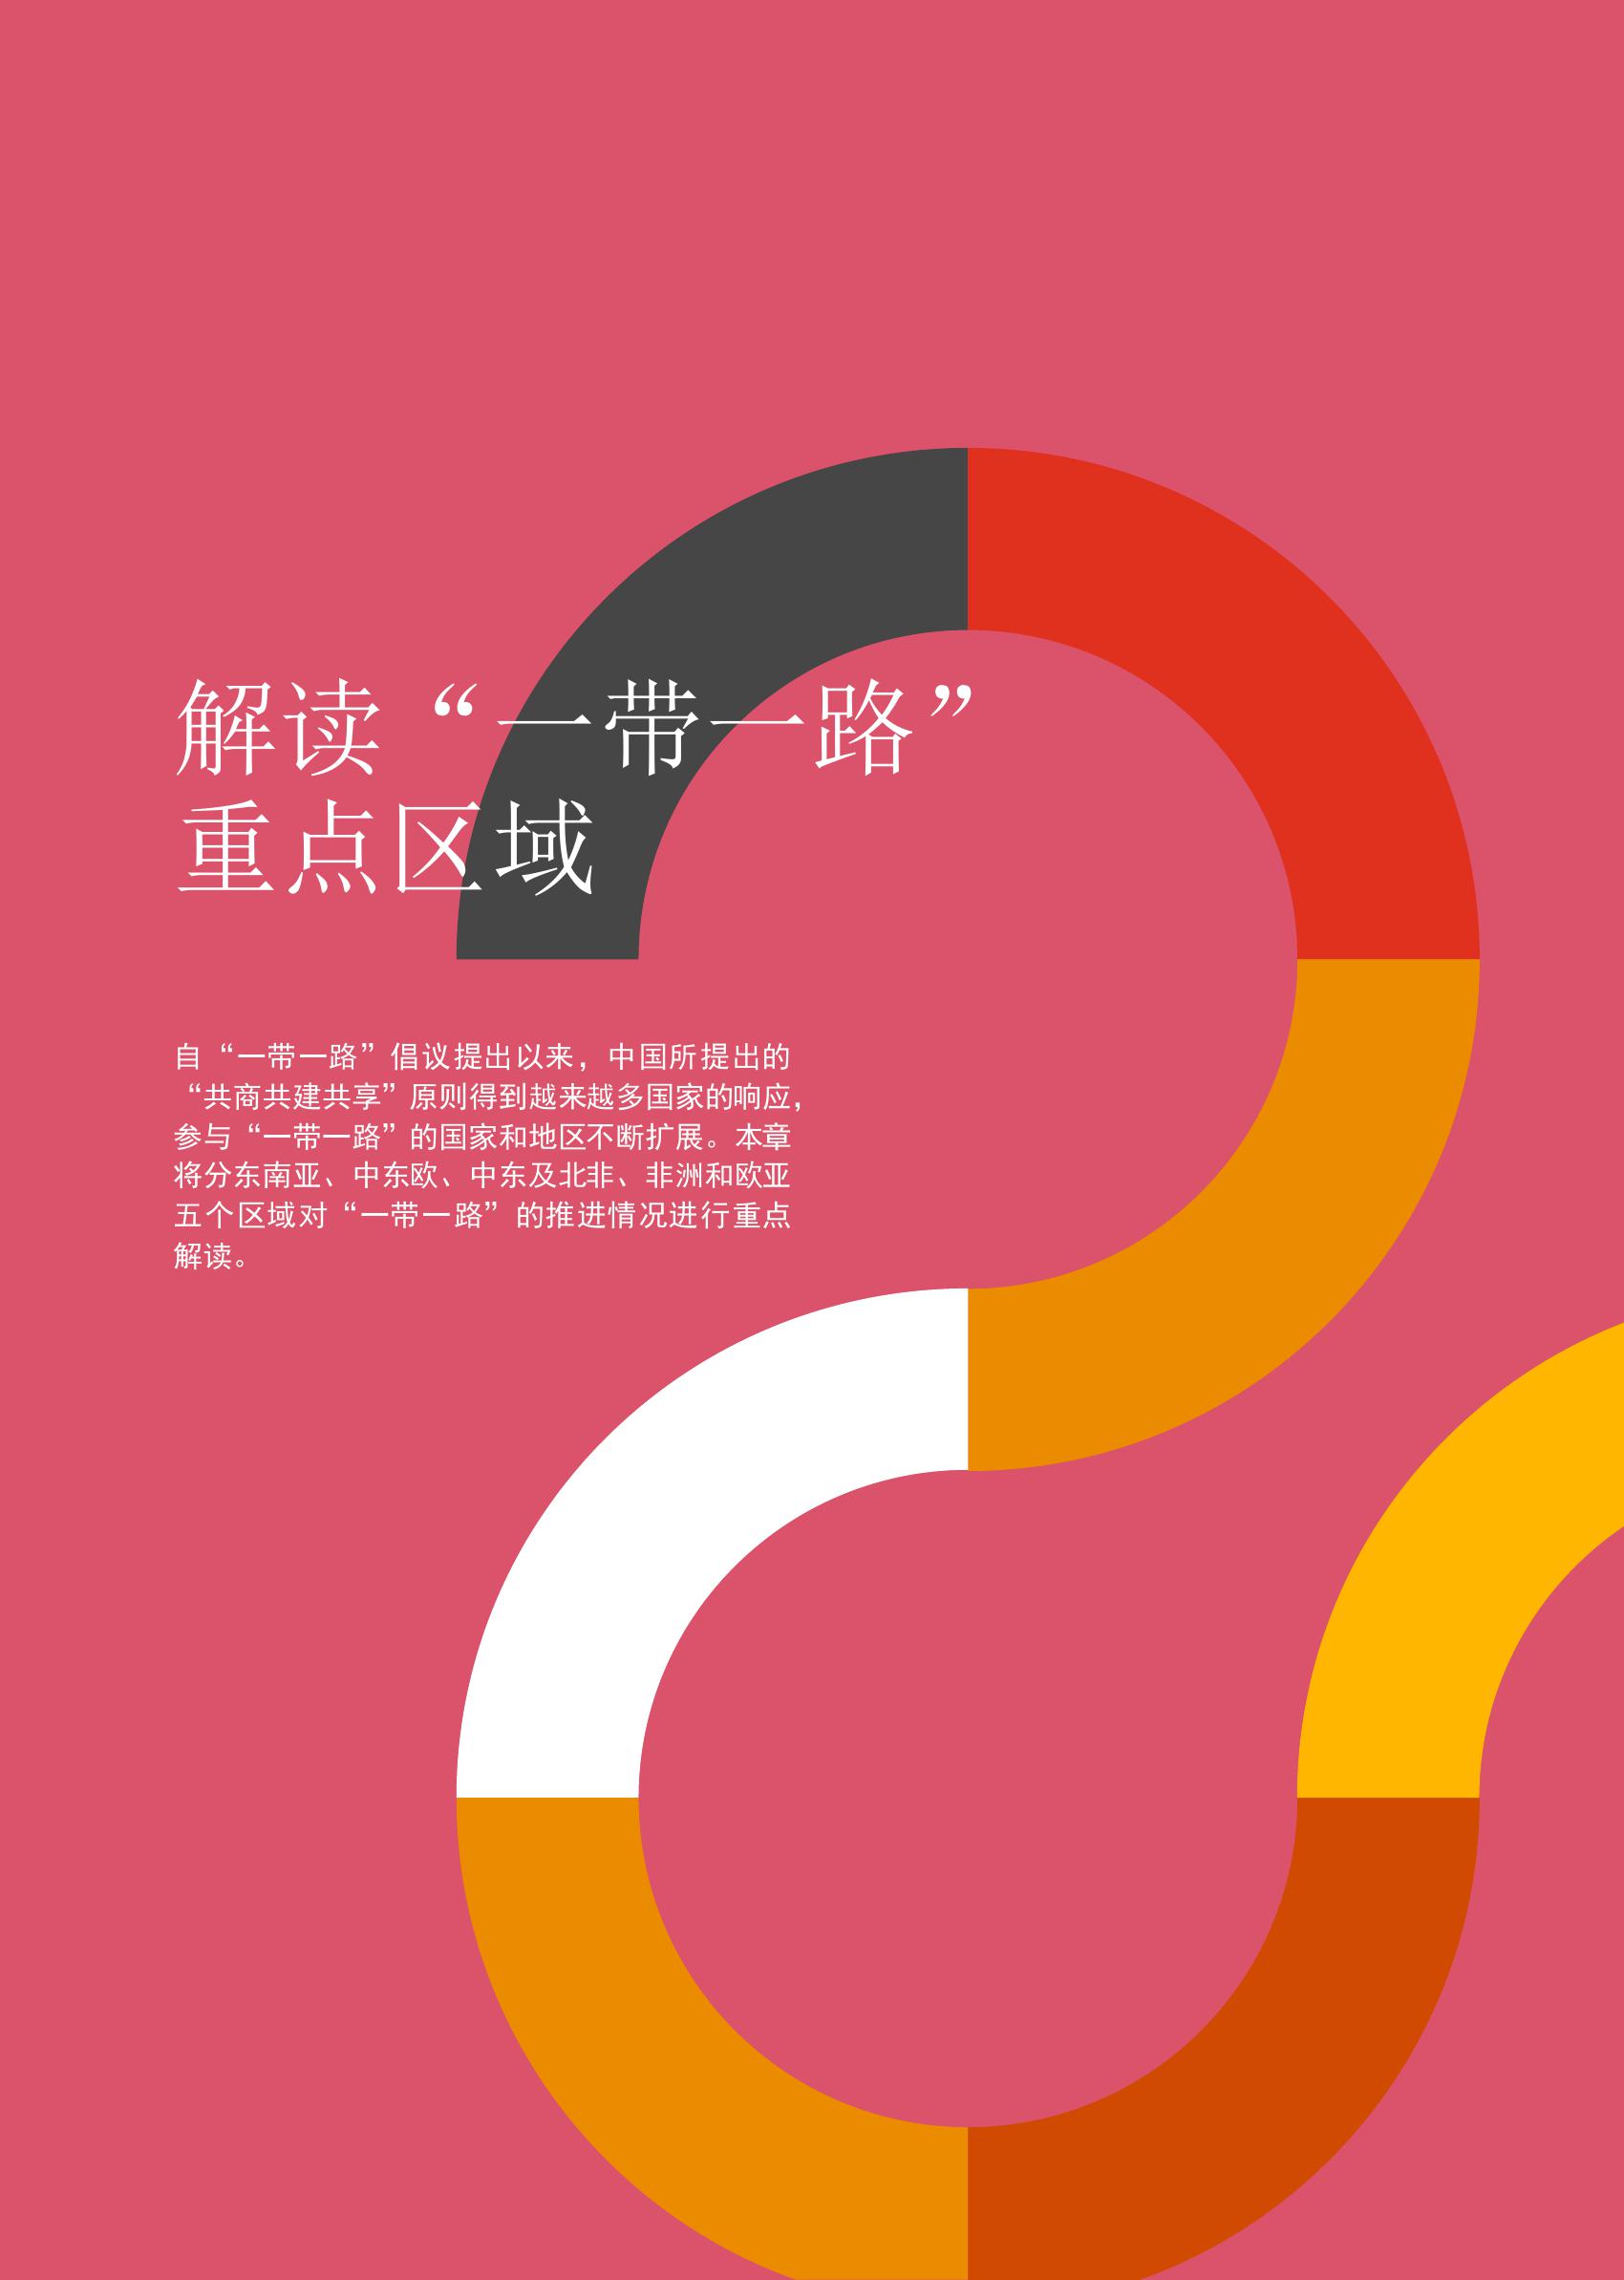 解读“一带一路”
重点区域
自“一带一路”倡议提出以来，中国所提出的
“共商共建共享”原则得到越来越多国家的响应，
参与“一带一路”的国家和地区不断扩展。本章
将分东南亚、中东欧、中东及北非、非洲和欧亚
五个区域对“一带一路”的推进情况进行重点
解读。